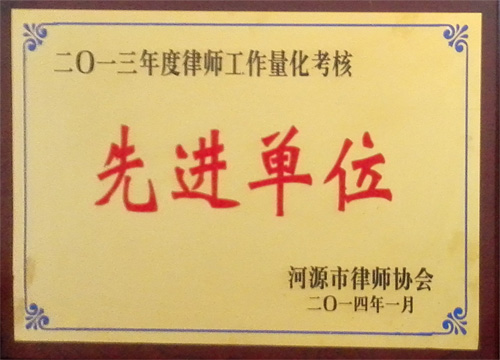 二〇一三年度律师工作量化考核
先进单位
河源市律师协会
二〇一四年一月